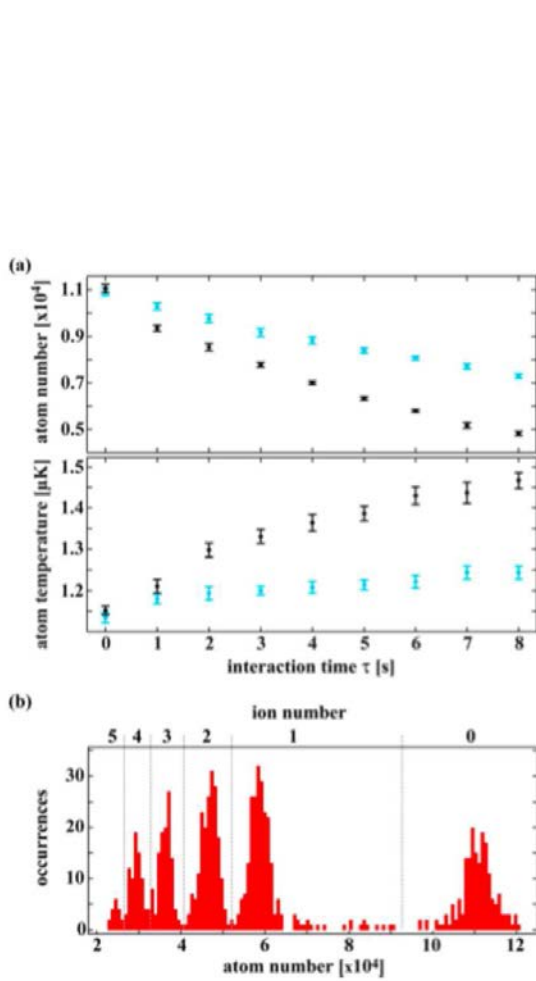 (a)
atom number [x10⁴]
1.1
0.9
0.7
0.5
atom temperature [μK]
1.5
1.4
1.3
1.2
0 1 2 3 4 5 6 7 8
interaction time τ [s]
(b)
ion number
5 4 3 2 1 0
occurrences
30
20
10
0
2 4 6 8 10 12
atom number [x10⁴]